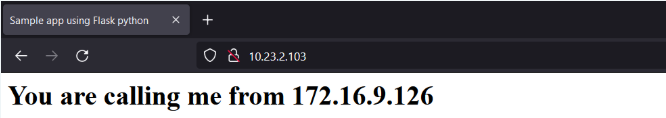 Sample app using Flask python
10.23.2.103
You are calling me from 172.16.9.126